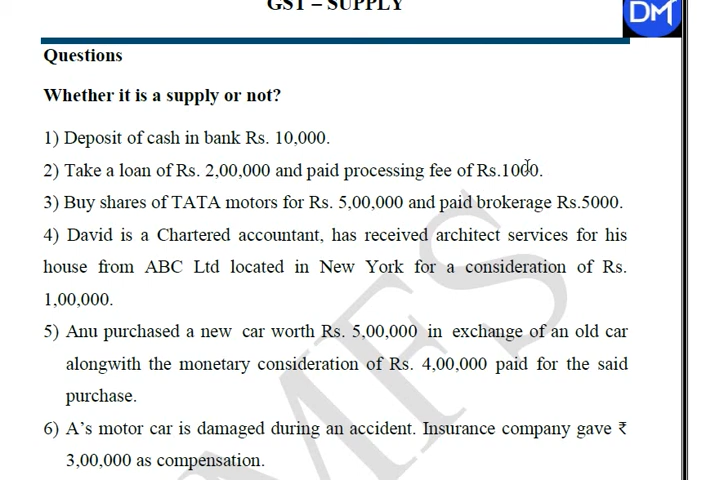 GST – SUPPLY
DMT
Questions
Whether it is a supply or not?
1) Deposit of cash in bank Rs. 10,000.
2) Take a loan of Rs. 2,00,000 and paid processing fee of Rs.1000.
3) Buy shares of TATA motors for Rs. 5,00,000 and paid brokerage Rs.5000.
4) David is a Chartered accountant, has received architect services for his
house from ABC Ltd located in New York for a consideration of Rs.
1,00,000.
5) Anu purchased a new car worth Rs. 5,00,000 in exchange of an old car
alongwith the monetary consideration of Rs. 4,00,000 paid for the said
purchase.
6) A's motor car is damaged during an accident. Insurance company gave ₹
3,00,000 as compensation.